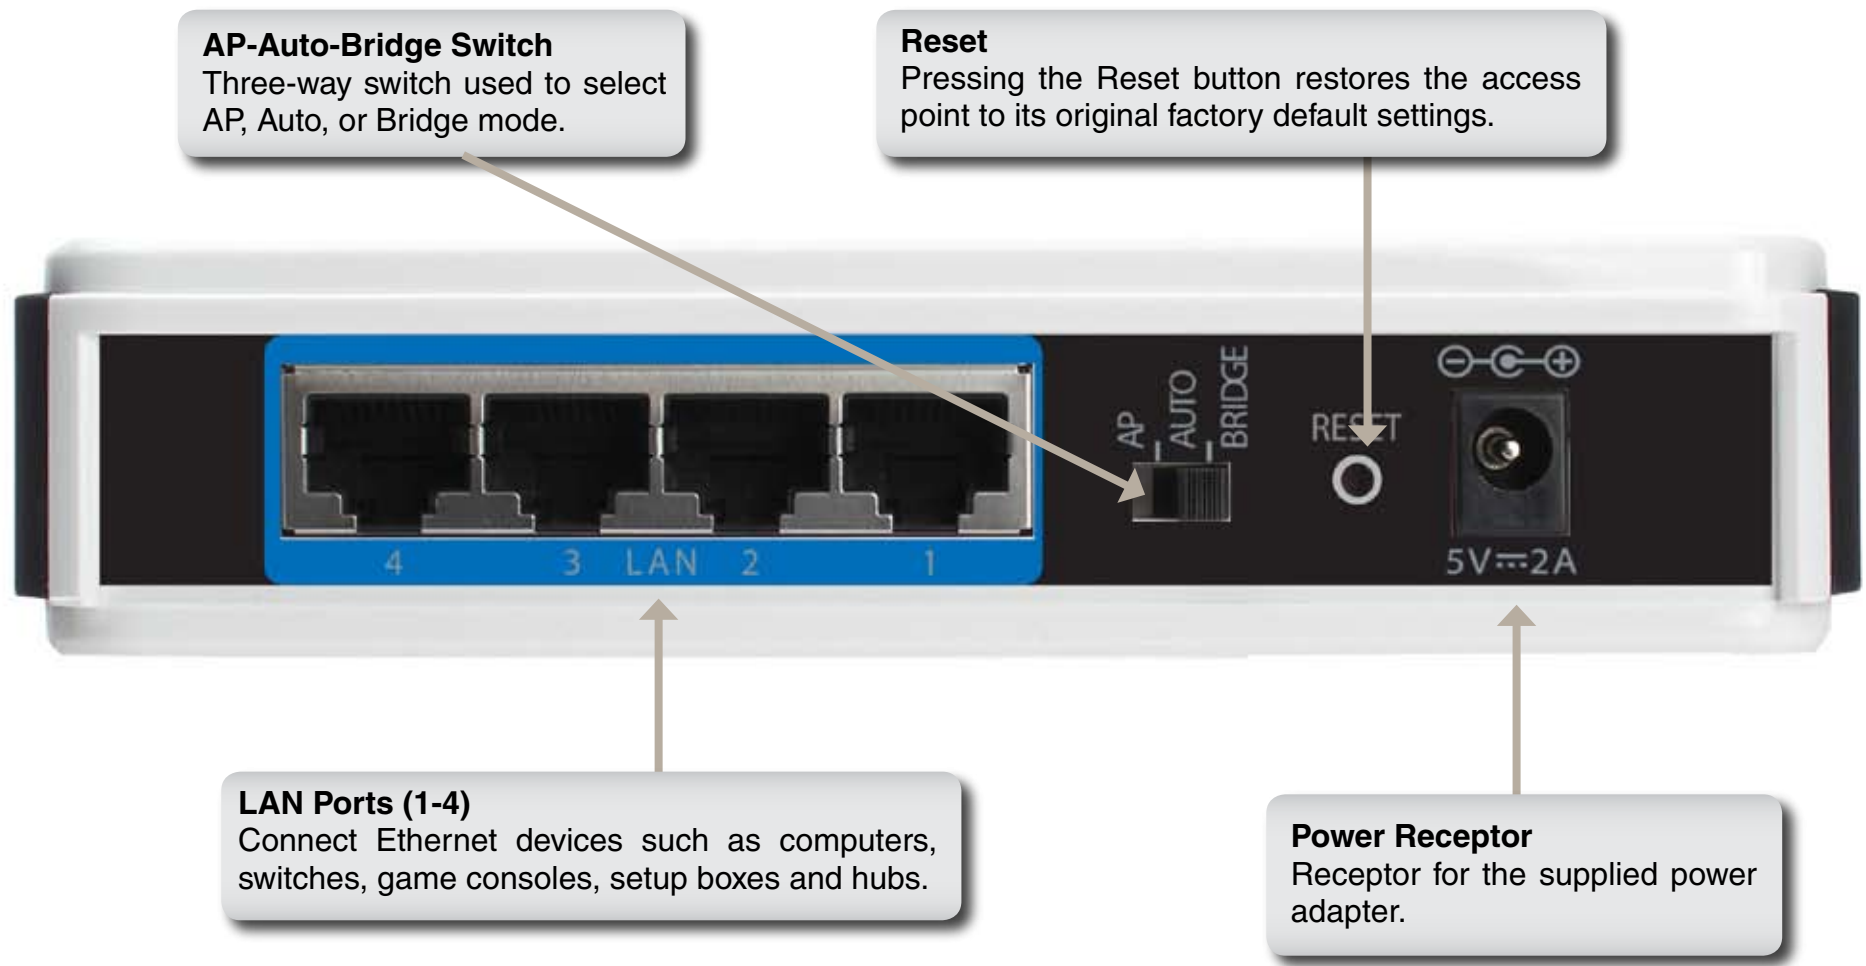 AP-Auto-Bridge Switch
Three-way switch used to select
AP, Auto, or Bridge mode.
Reset
Pressing the Reset button restores the access
point to its original factory default settings.
AP
AUTO
BRIDGE
RESET
4
3
LAN
2
1
5V⎓2A
LAN Ports (1-4)
Connect Ethernet devices such as computers,
switches, game consoles, setup boxes and hubs.
Power Receptor
Receptor for the supplied power
adapter.